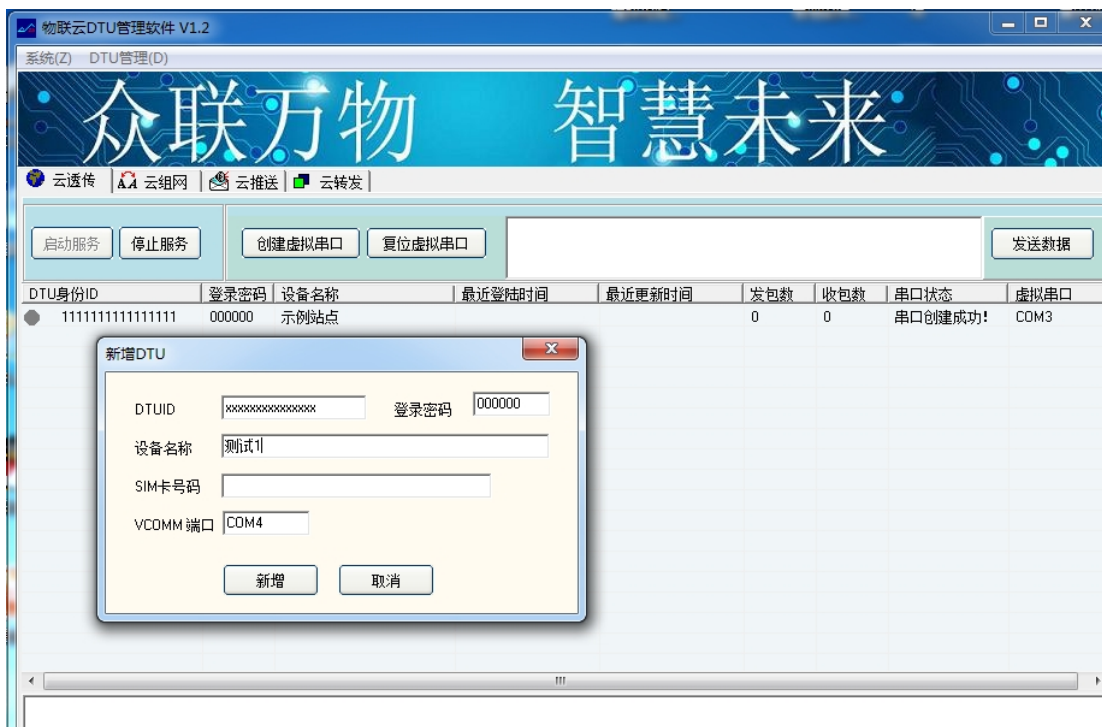 物联云DTU管理软件 V1.2
系统(Z) DTU管理(D)
众联万物 智慧未来
云透传 云组网 云推送 云转发
启动服务 停止服务 创建虚拟串口 复位虚拟串口 发送数据
DTU身份ID 登录密码 设备名称 最近登陆时间 最近更新时间 发包数 收包数 串口状态 虚拟串口
1111111111111111 000000 示例站点 0 0 串口创建成功! COM3
新增DTU
DTUID xxxxxxxxxxxxxxx 登录密码 000000
设备名称 测试1
SIM卡号码
VCOMM 端口 COM4
新增 取消